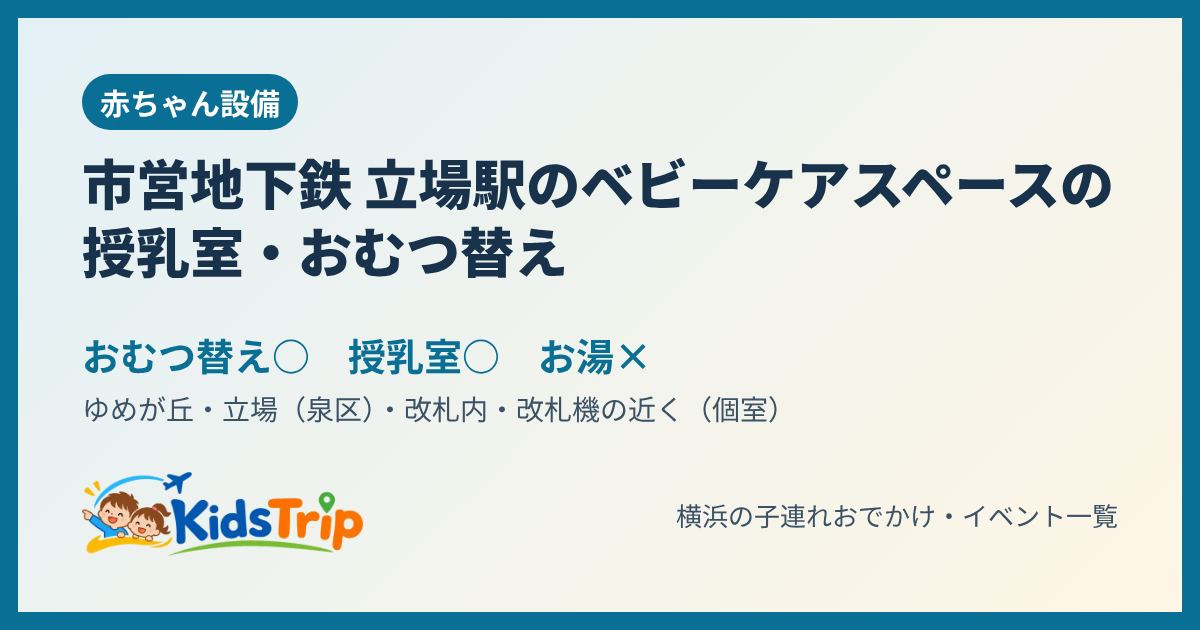 赤ちゃん設備
市営地下鉄 立場駅のベビーケアスペースの
授乳室・おむつ替え
おむつ替え○ 授乳室○ お湯×
ゆめが丘・立場（泉区）・改札内・改札機の近く（個室）
KidsTrip
横浜の子連れおでかけ・イベント一覧